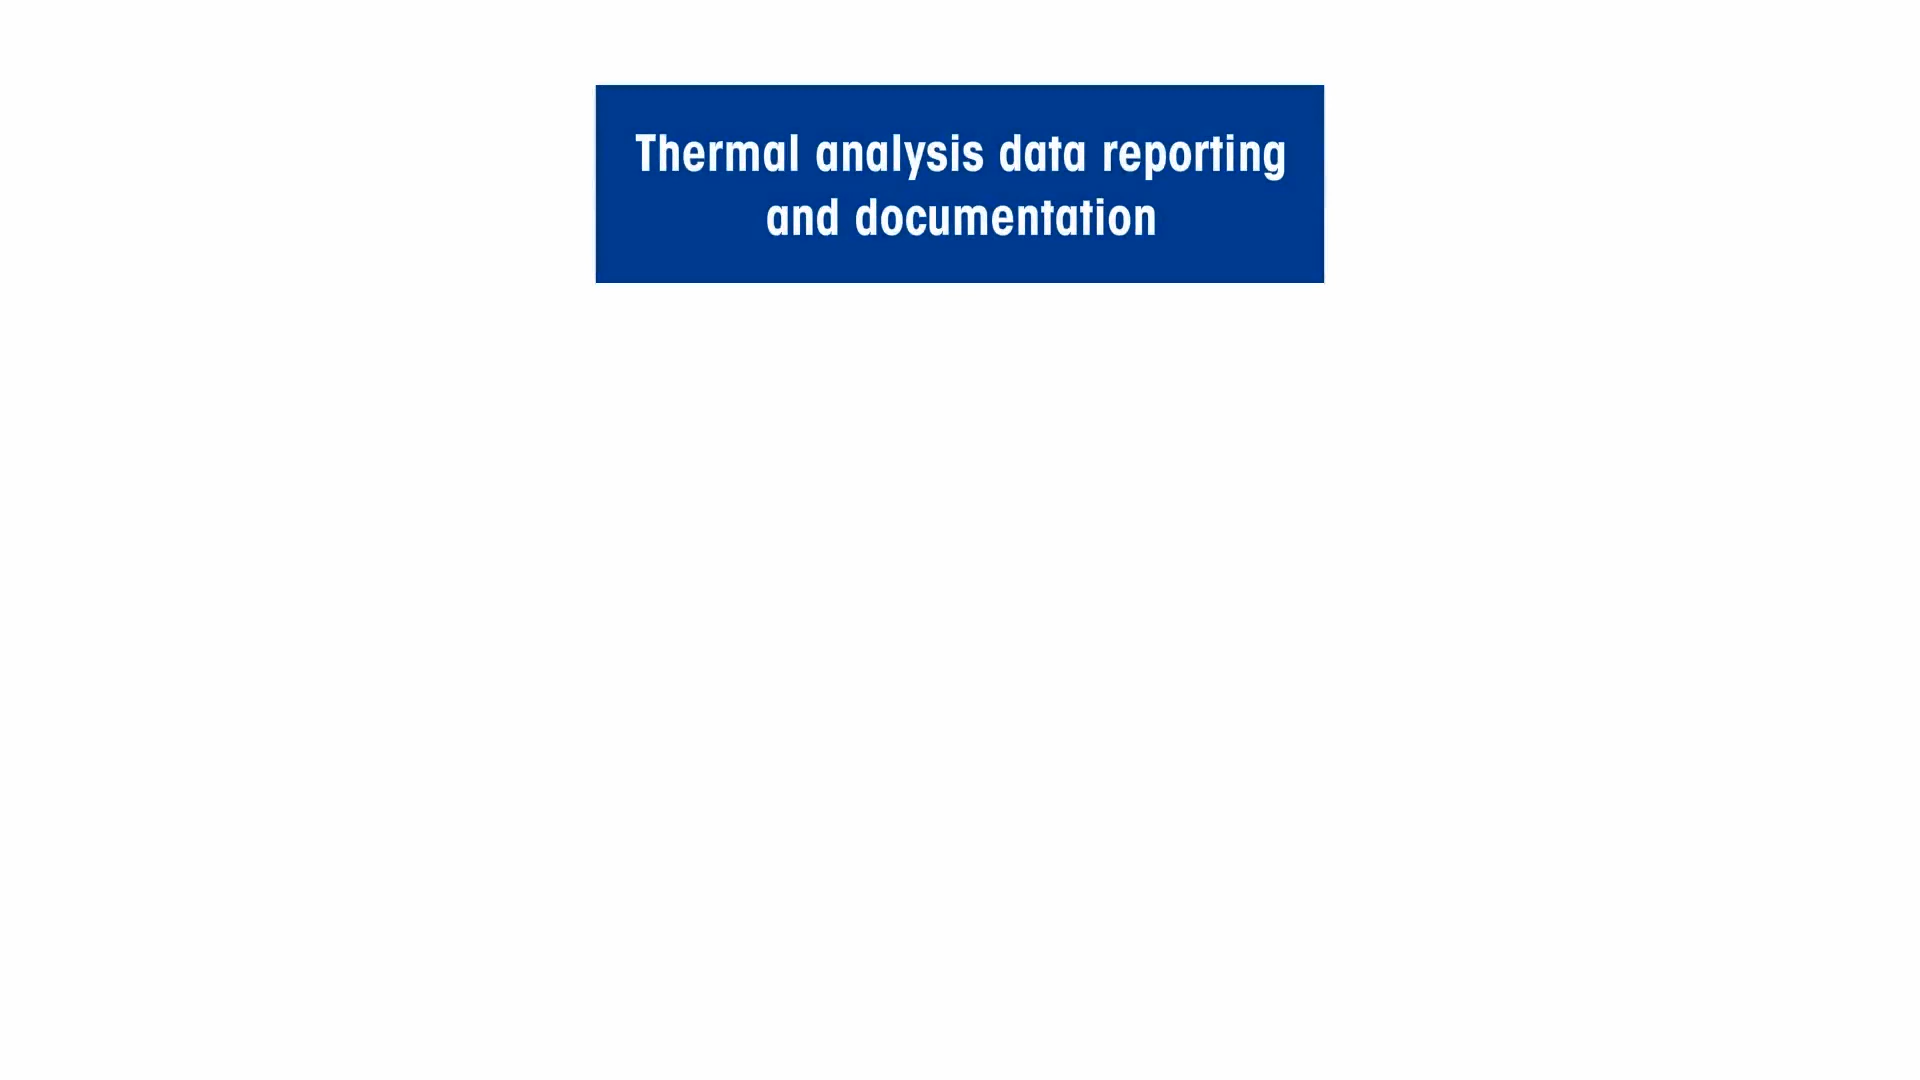 Thermal analysis data reporting
and documentation